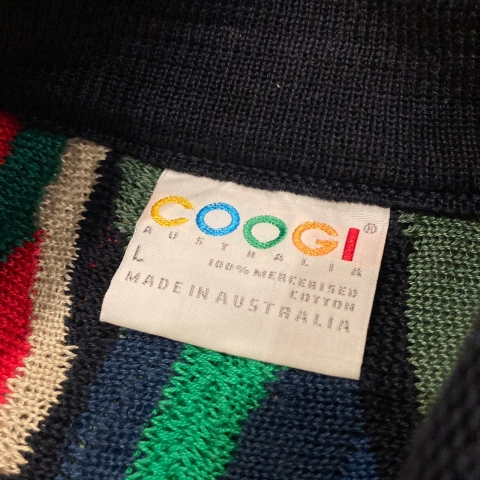 COOGI®
AUSTRALIA
L
100% MERCERISED
COTTON
MADE IN AUSTRALIA